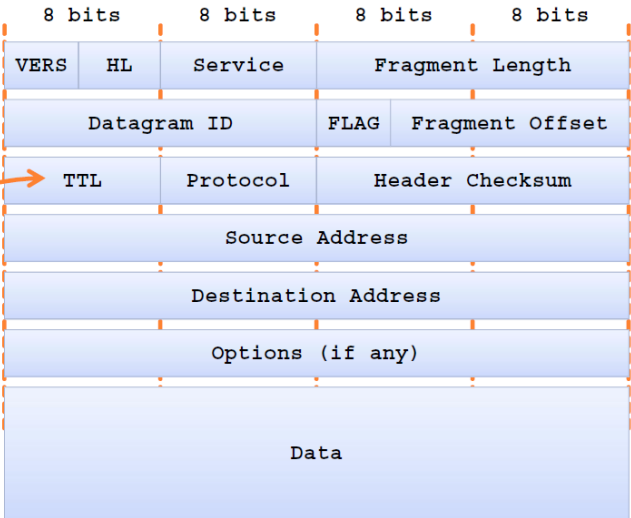 8 bits 8 bits 8 bits 8 bits
VERS HL Service Fragment Length
Datagram ID FLAG Fragment Offset
TTL Protocol Header Checksum
Source Address
Destination Address
Options (if any)
Data